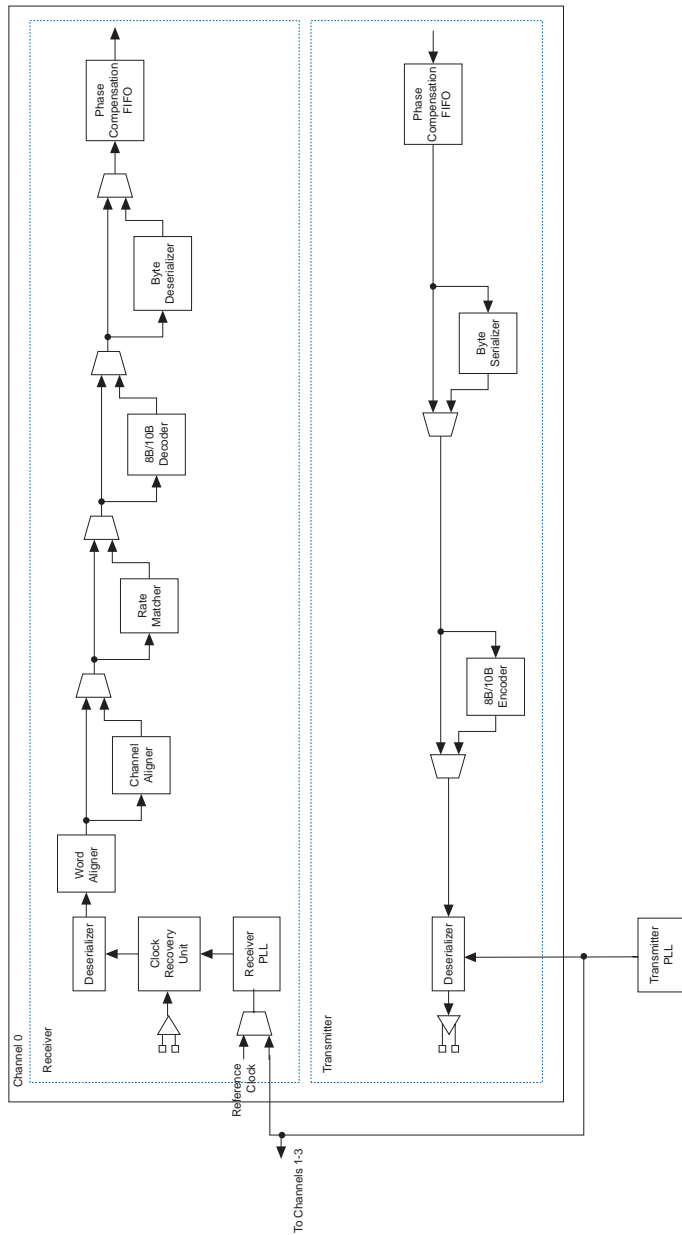 Channel 0
Receiver
Deserializer
Word
Aligner
Clock
Recovery
Unit
Receiver
PLL
Reference
Clock
Channel
Aligner
Rate
Matcher
8B/10B
Decoder
Byte
Deserializer
Phase
Compensation
FIFO
Transmitter
Deserializer
8B/10B
Encoder
Byte
Serializer
Phase
Compensation
FIFO
Transmitter
PLL
To Channels 1-3